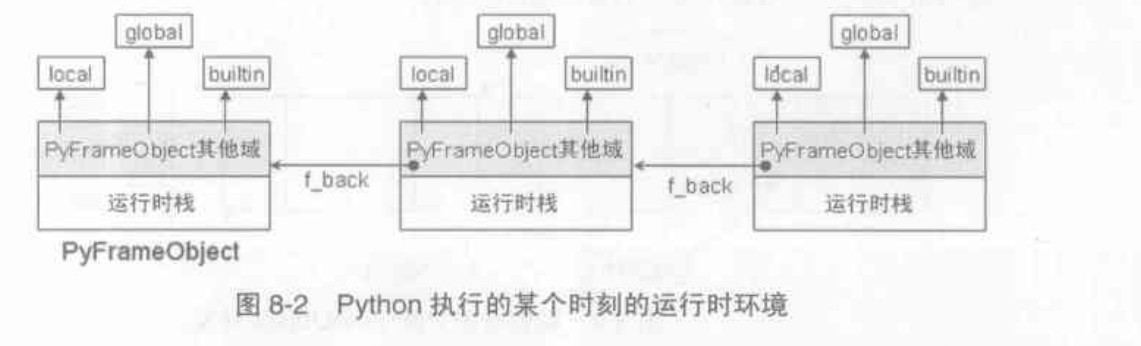 global global global
local builtin local builtin local builtin
PyFrameObject其他域 PyFrameObject其他域 PyFrameObject其他域
f_back f_back
运行时栈 运行时栈 运行时栈
PyFrameObject
图 8-2 Python 执行的某个时刻的运行时环境